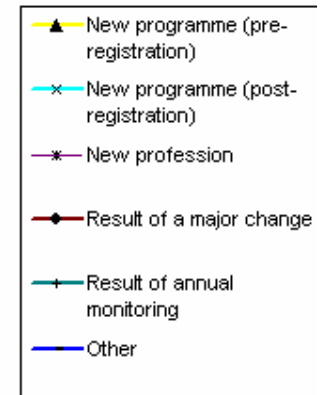 New programme (pre-
registration)
New programme (post-
registration)
New profession
Result of a major change
Result of annual
monitoring
Other